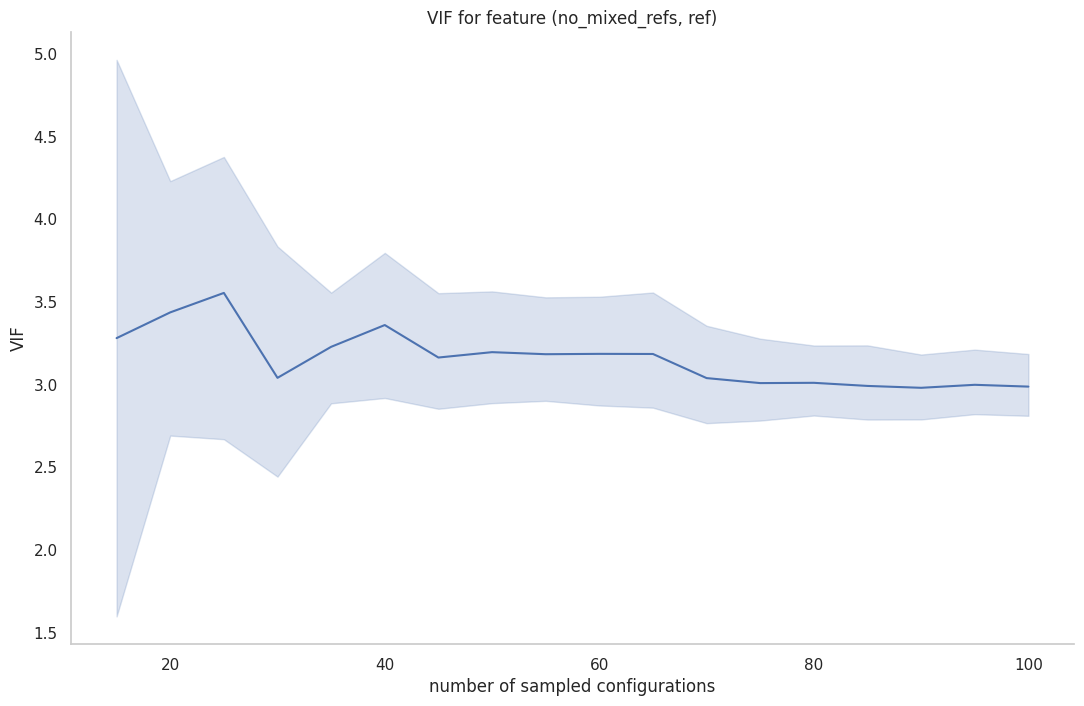 VIF for feature (no_mixed_refs, ref)
5.0
4.5
4.0
3.5
3.0
2.5
2.0
1.5
VIF
20 40 60 80 100
number of sampled configurations